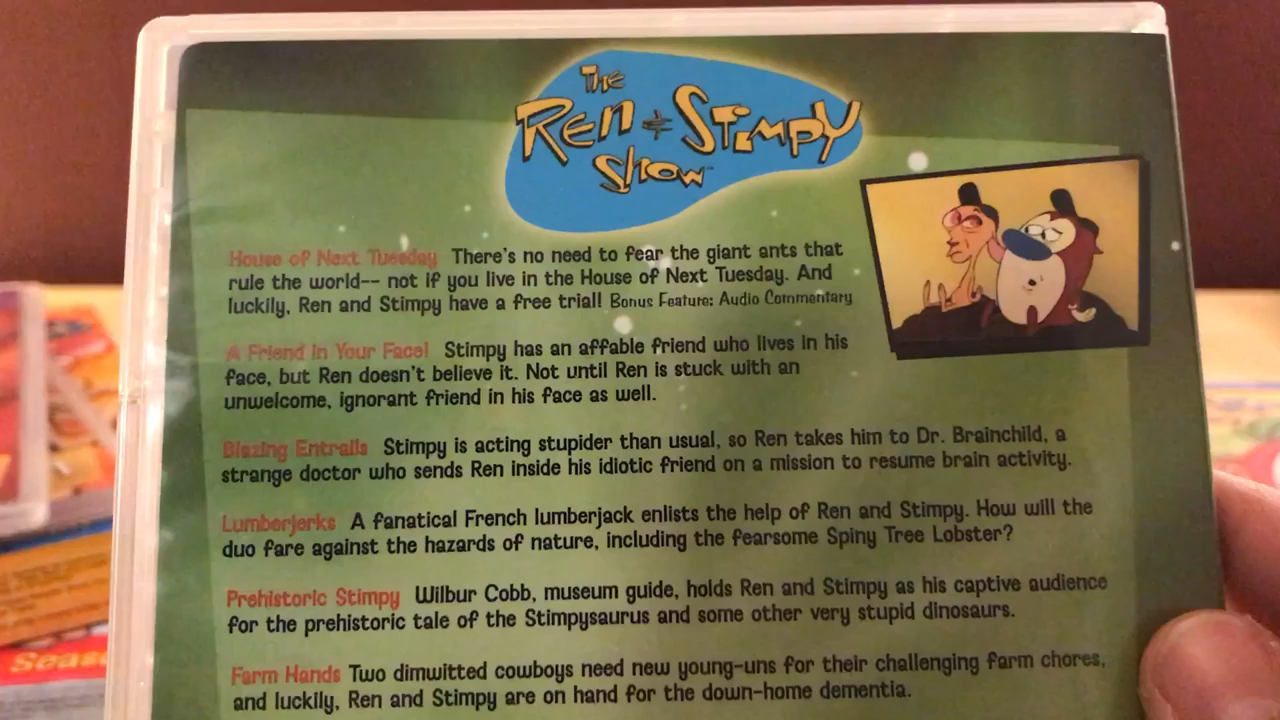 The
Ren + Stimpy
Show™
House of Next Tuesday There's no need to fear the giant ants that
rule the world-- not if you live in the House of Next Tuesday. And
luckily, Ren and Stimpy have a free trial! Bonus Feature: Audio Commentary
A Friend in Your Face! Stimpy has an affable friend who lives in his
face, but Ren doesn't believe it. Not until Ren is stuck with an
unwelcome, ignorant friend in his face as well.
Blazing Entrails Stimpy is acting stupider than usual, so Ren takes him to Dr. Brainchild, a
strange doctor who sends Ren inside his idiotic friend on a mission to resume brain activity.
Lumberjerks A fanatical French lumberjack enlists the help of Ren and Stimpy. How will the
duo fare against the hazards of nature, including the fearsome Spiny Tree Lobster?
Prehistoric Stimpy Wilbur Cobb, museum guide, holds Ren and Stimpy as his captive audience
for the prehistoric tale of the Stimpysaurus and some other very stupid dinosaurs.
Farm Hands Two dimwitted cowboys need new young-uns for their challenging farm chores,
and luckily, Ren and Stimpy are on hand for the down-home dementia.